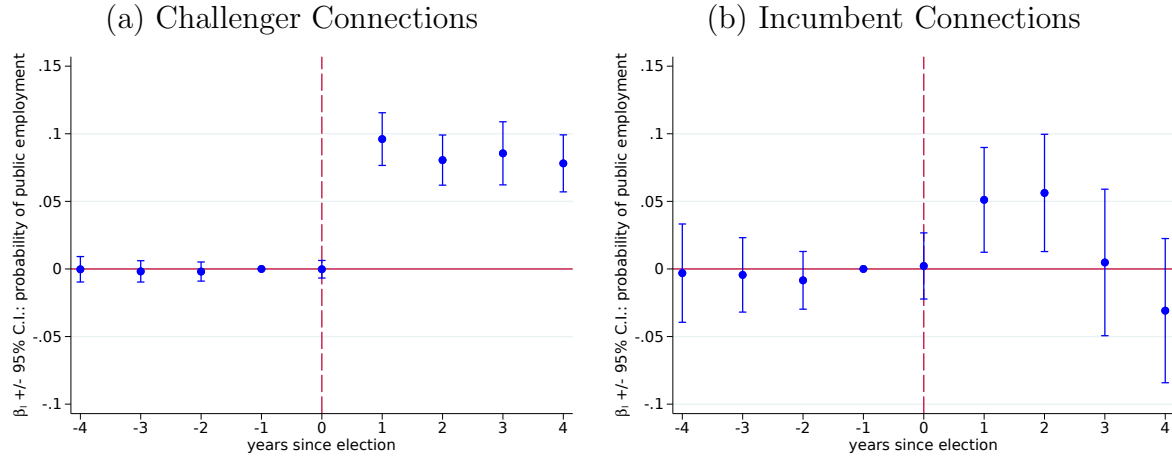 (a) Challenger Connections
β_l +/- 95% C.I.: probability of public employment
.15
.1
.05
0
-.05
-.1
-4 -3 -2 -1 0 1 2 3 4
years since election
(b) Incumbent Connections
β_l +/- 95% C.I.: probability of public employment
.15
.1
.05
0
-.05
-.1
-4 -3 -2 -1 0 1 2 3 4
years since election